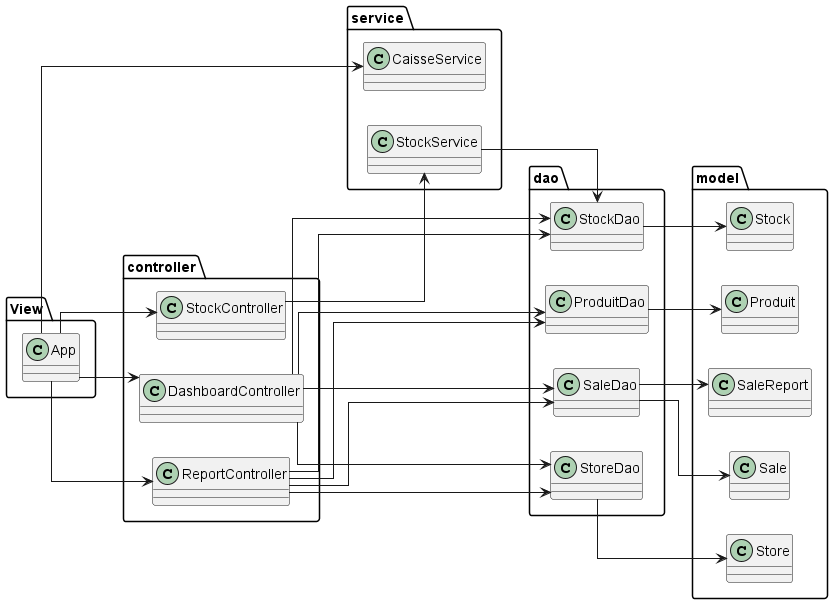 service
C CaisseService
C StockService
View
C App
controller
C StockController
C DashboardController
C ReportController
dao
C StockDao
C ProduitDao
C SaleDao
C StoreDao
model
C Stock
C Produit
C SaleReport
C Sale
C Store